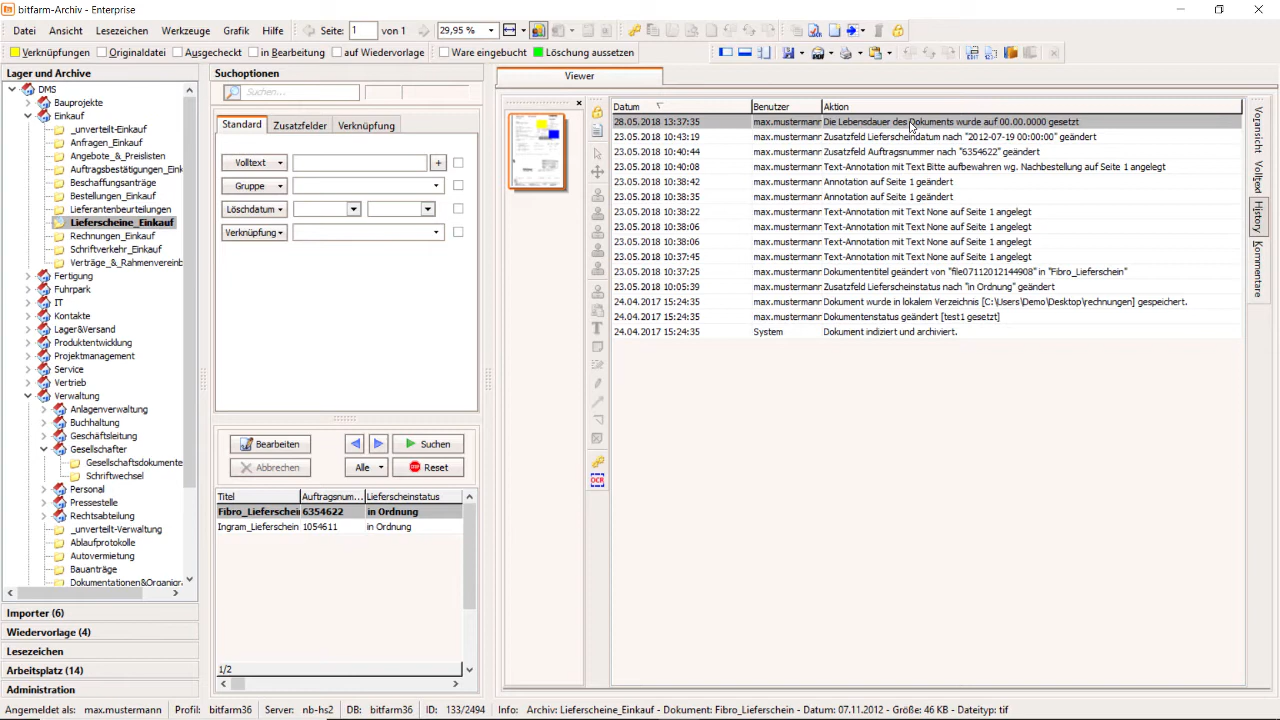 bitfarm-Archiv - Enterprise
Datei Ansicht Lesezeichen Werkzeuge Grafik Hilfe Seite: 1 von 1 29,95 %
Verknüpfungen Originaldatei Ausgecheckt in Bearbeitung auf Wiedervorlage Ware eingebucht Löschung aussetzen
Lager und Archive
DMS
Bauprojekte
Einkauf
_unverteilt-Einkauf
Anfragen_Einkauf
Angebote_&_Preislisten
Auftragsbestätigungen_Eink
Beschaffungsanträge
Bestellungen_Einkauf
Lieferantenbeurteilungen
Lieferscheine_Einkauf
Rechnungen_Einkauf
Schriftverkehr_Einkauf
Verträge_&_Rahmenvereinb
Fertigung
Fuhrpark
IT
Kontakte
Lager&Versand
Produktentwicklung
Projektmanagement
Service
Vertrieb
Verwaltung
Anlagenverwaltung
Buchhaltung
Geschäftsleitung
Gesellschafter
Gesellschaftsdokumente
Schriftwechsel
Personal
Pressestelle
Rechtsabteilung
_unverteilt-Verwaltung
Ablaufprotokolle
Autovermietung
Bauanträge
Dokumentationen&Organigra
Importer (6)
Wiedervorlage (4)
Lesezeichen
Arbeitsplatz (14)
Administration
Suchoptionen
Suchen...
Standard Zusatzfelder Verknüpfung
Volltext +
Gruppe
Löschdatum
Verknüpfung
Bearbeiten Suchen
Abbrechen Alle Reset
Titel Auftragsnum... Lieferscheinstatus
Fibro_Lieferschei 6354622 in Ordnung
Ingram_Lieferschein 1054611 in Ordnung
1/2
Viewer
Datum Benutzer Aktion
28.05.2018 13:37:35 max.mustermann Die Lebensdauer des Dokuments wurde auf 00.00.0000 gesetzt
23.05.2018 10:43:19 max.mustermann Zusatzfeld Lieferscheindatum nach "2012-07-19 00:00:00" geändert
23.05.2018 10:40:44 max.mustermann Zusatzfeld Auftragsnummer nach "6354622" geändert
23.05.2018 10:40:08 max.mustermann Text-Annotation mit Text Bitte aufbewahren wg. Nachbestellung auf Seite 1 angelegt
23.05.2018 10:38:42 max.mustermann Annotation auf Seite 1 geändert
23.05.2018 10:38:35 max.mustermann Annotation auf Seite 1 geändert
23.05.2018 10:38:22 max.mustermann Text-Annotation mit Text None auf Seite 1 angelegt
23.05.2018 10:38:06 max.mustermann Text-Annotation mit Text None auf Seite 1 angelegt
23.05.2018 10:38:06 max.mustermann Text-Annotation mit Text None auf Seite 1 angelegt
23.05.2018 10:37:45 max.mustermann Text-Annotation mit Text None auf Seite 1 angelegt
23.05.2018 10:37:25 max.mustermann Dokumententitel geändert von "file07112012144908" in "Fibro_Lieferschein"
23.05.2018 10:05:39 max.mustermann Zusatzfeld Lieferscheinstatus nach "in Ordnung" geändert
24.04.2017 15:24:35 max.mustermann Dokument wurde in lokalem Verzeichnis [C:\Users\Demo\Desktop\rechnungen] gespeichert.
24.04.2017 15:24:35 max.mustermann Dokumentenstatus geändert [test1 gesetzt]
24.04.2017 15:24:35 System Dokument indiziert und archiviert.
OCR
Voransicht
Volltext
History
Kommentare
Angemeldet als: max.mustermann Profil: bitfarm36 Server: nb-hs2 DB: bitfarm36 ID: 133/2494 Info: Archiv: Lieferscheine_Einkauf - Dokument: Fibro_Lieferschein - Datum: 07.11.2012 - Größe: 46 KB - Dateityp: tif